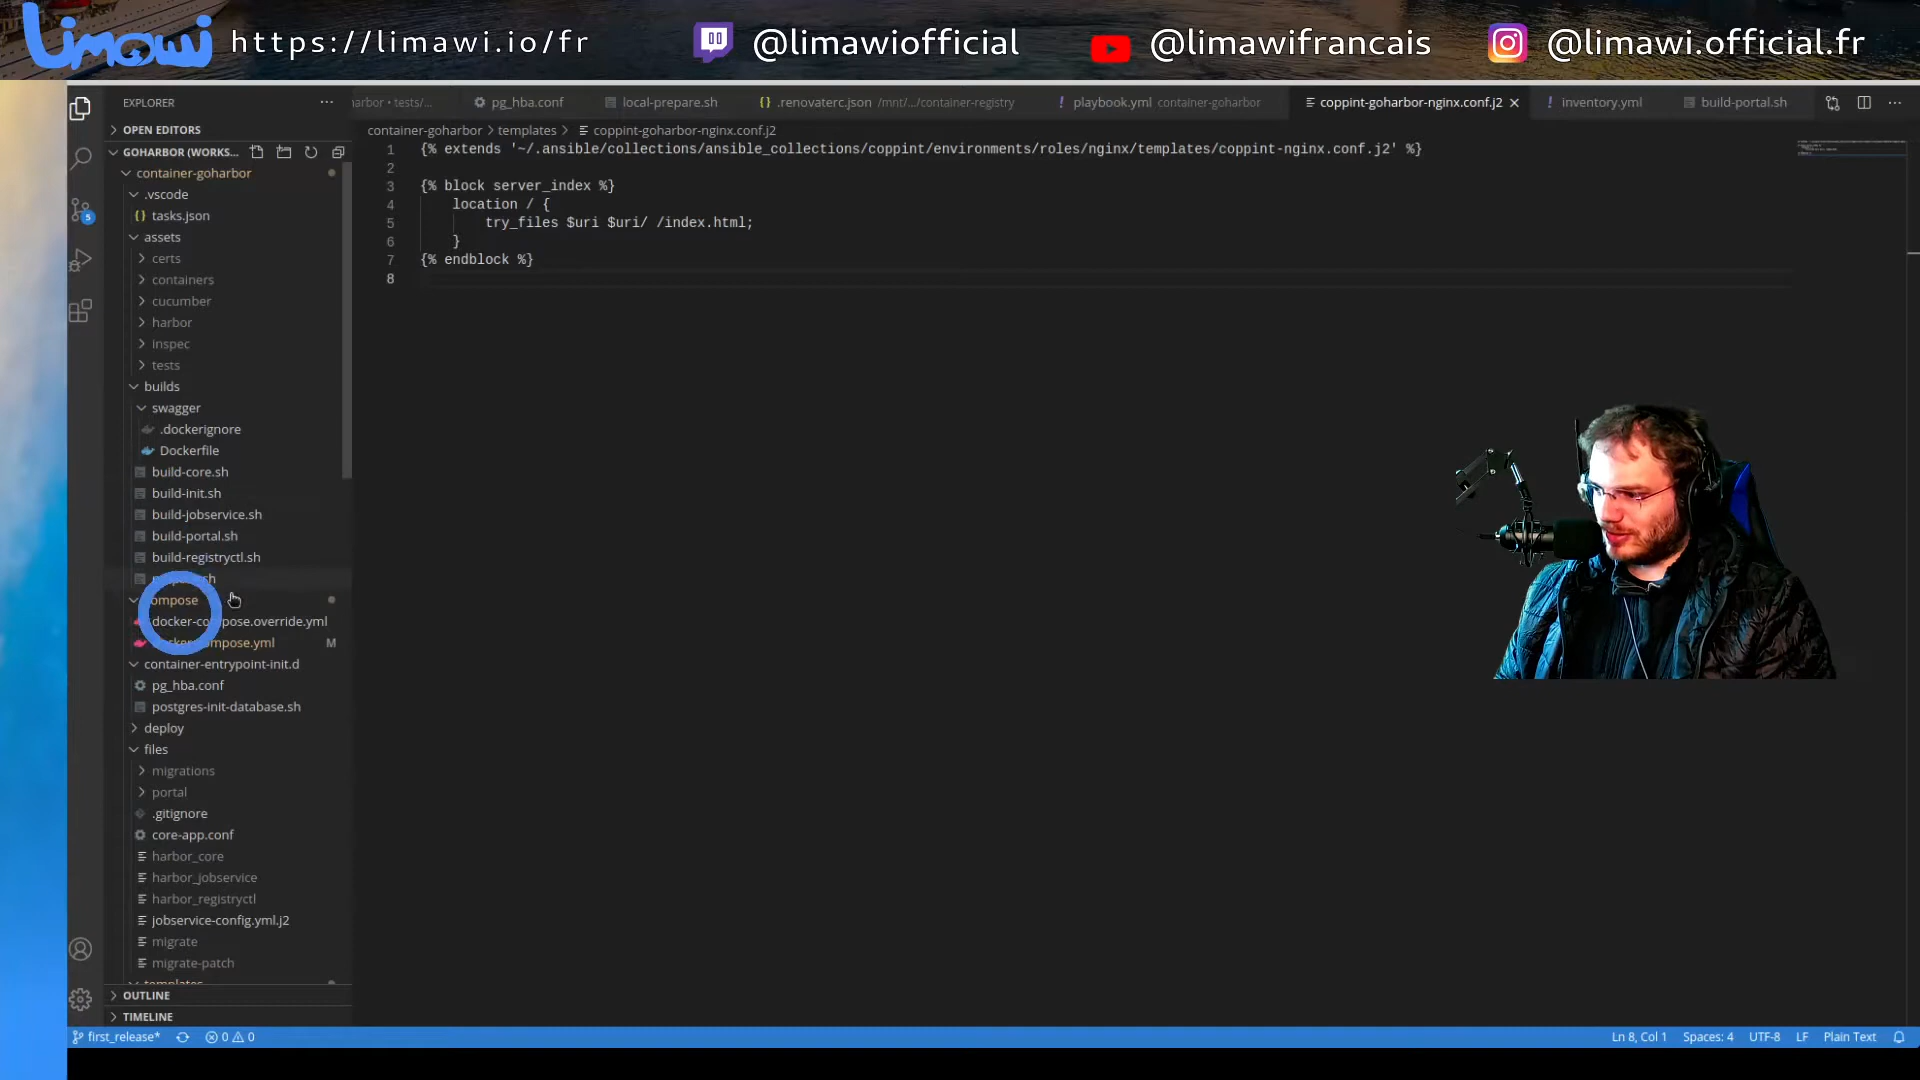 Limawi https://limawi.io/fr @limawiofficial @limawifrancais @limawi.official.fr
EXPLORER
arbor • tests/... pg_hba.conf local-prepare.sh .renovaterc.json /mnt/.../container-registry playbook.yml container-goharbor coppint-goharbor-nginx.conf.j2 inventory.yml build-portal.sh
OPEN EDITORS
GOHARBOR (WORKS...
container-goharbor
.vscode
tasks.json
assets
certs
containers
cucumber
harbor
inspec
tests
builds
swagger
.dockerignore
Dockerfile
build-core.sh
build-init.sh
build-jobservice.sh
build-portal.sh
build-registryctl.sh
docker-compose.override.yml
M
container-entrypoint-init.d
pg_hba.conf
postgres-init-database.sh
deploy
files
migrations
portal
.gitignore
core-app.conf
harbor_core
harbor_jobservice
harbor_registryctl
jobservice-config.yml.j2
migrate
migrate-patch
templates
OUTLINE
TIMELINE
container-goharbor > templates > coppint-goharbor-nginx.conf.j2
1 {% extends '~/.ansible/collections/ansible_collections/coppint/environments/roles/nginx/templates/coppint-nginx.conf.j2' %}
2
3 {% block server_index %}
4 location / {
5 try_files $uri $uri/ /index.html;
6 }
7 {% endblock %}
8
5
first_release* 0 0 Ln 8, Col 1 Spaces: 4 UTF-8 LF Plain Text